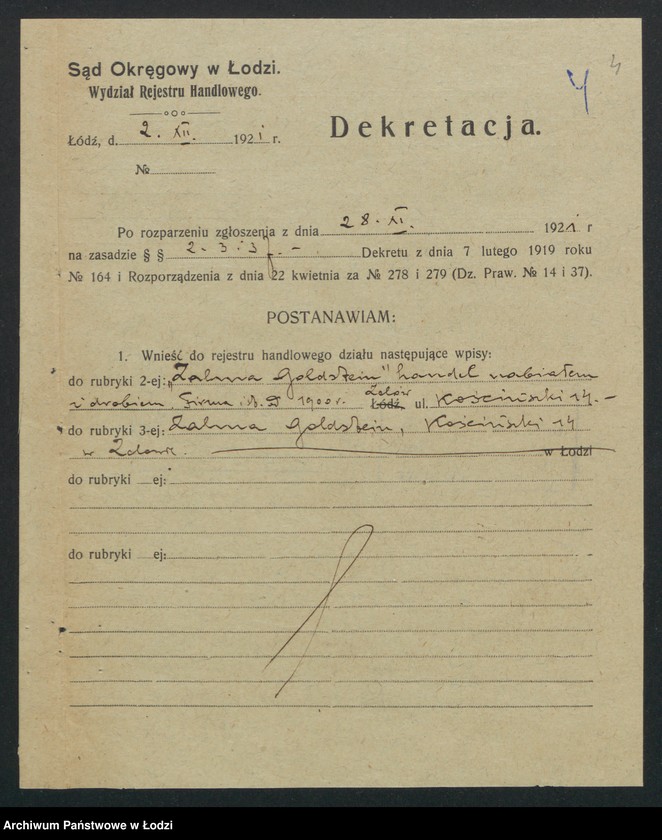 4
Sąd Okręgowy w Łodzi.
Wydział Rejestru Handlowego.
Łódź, d. 2. XII. 1921 r.
Dekretacja.
№
Po rozparzeniu zgłoszenia z dnia 28. XI. 1921 r
na zasadzie § § 2. 3 i 3 Dekretu z dnia 7 lutego 1919 roku
№ 164 i Rozporządzenia z dnia 22 kwietnia za № 278 i 279 (Dz. Praw. № 14 i 37).
POSTANAWIAM:
1. Wnieść do rejestru handlowego działu następujące wpisy:
do rubryki 2-ej: „Zalma Goldstein" handel nabiałem
i drobiem. Firma ist. 1900 r. Zelów Łódź ul. Kościuszki 14.-
do rubryki 3-ej: Zalma Goldstein, Kościuszki 14
w Zelowie. w Łodzi
do rubryki ej:
do rubryki ej:
Archiwum Państwowe w Łodzi